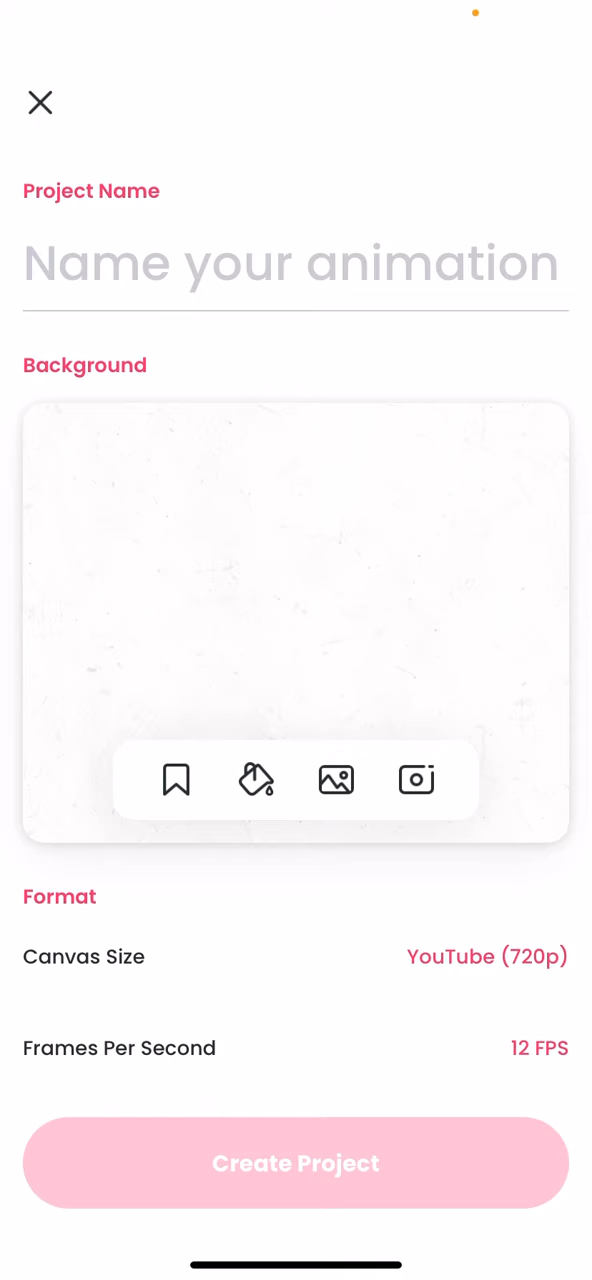 Project Name
Name your animation
Background
Format
Canvas Size YouTube (720p)
Frames Per Second 12 FPS
Create Project